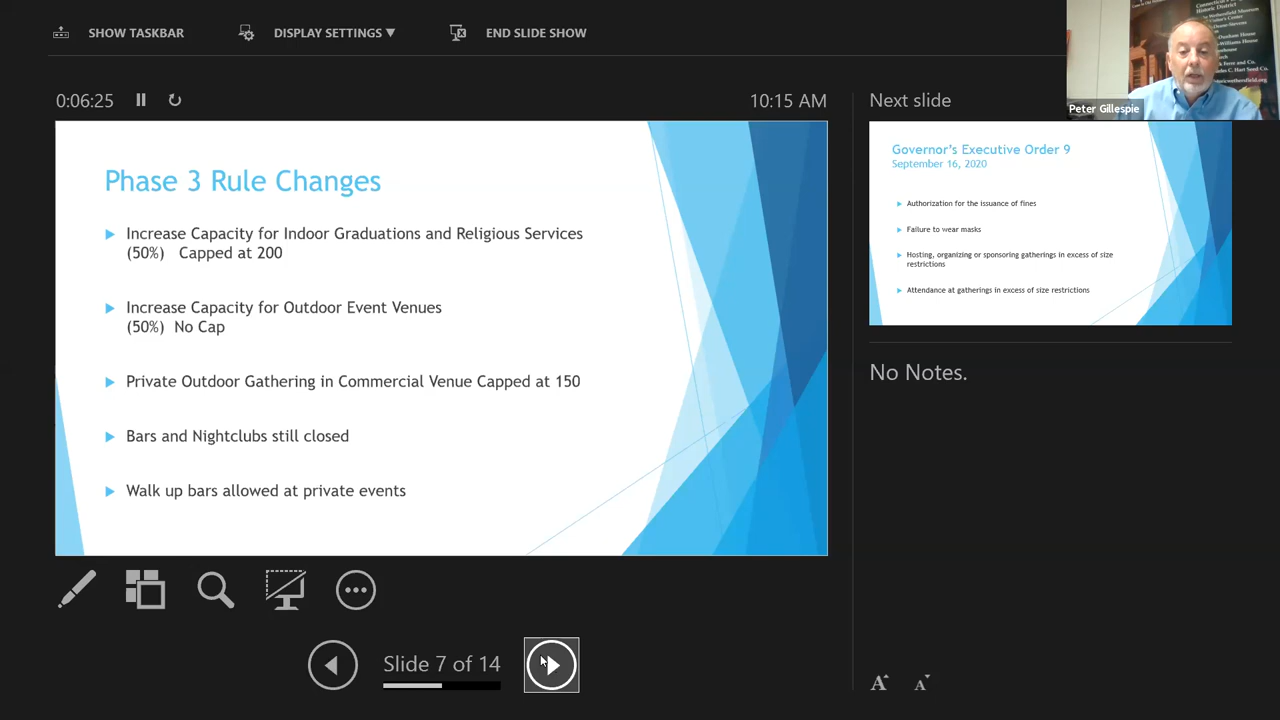 SHOW TASKBAR
DISPLAY SETTINGS ▼
END SLIDE SHOW
Historic District
Peter Gillespie
0:06:25
10:15 AM
Next slide
Phase 3 Rule Changes
Increase Capacity for Indoor Graduations and Religious Services
(50%) Capped at 200
Increase Capacity for Outdoor Event Venues
(50%) No Cap
Private Outdoor Gathering in Commercial Venue Capped at 150
Bars and Nightclubs still closed
Walk up bars allowed at private events
Governor's Executive Order 9
September 16, 2020
Authorization for the issuance of fines
Failure to wear masks
Hosting, organizing or sponsoring gatherings in excess of size
restrictions
Attendance at gatherings in excess of size restrictions
No Notes.
Slide 7 of 14
A A